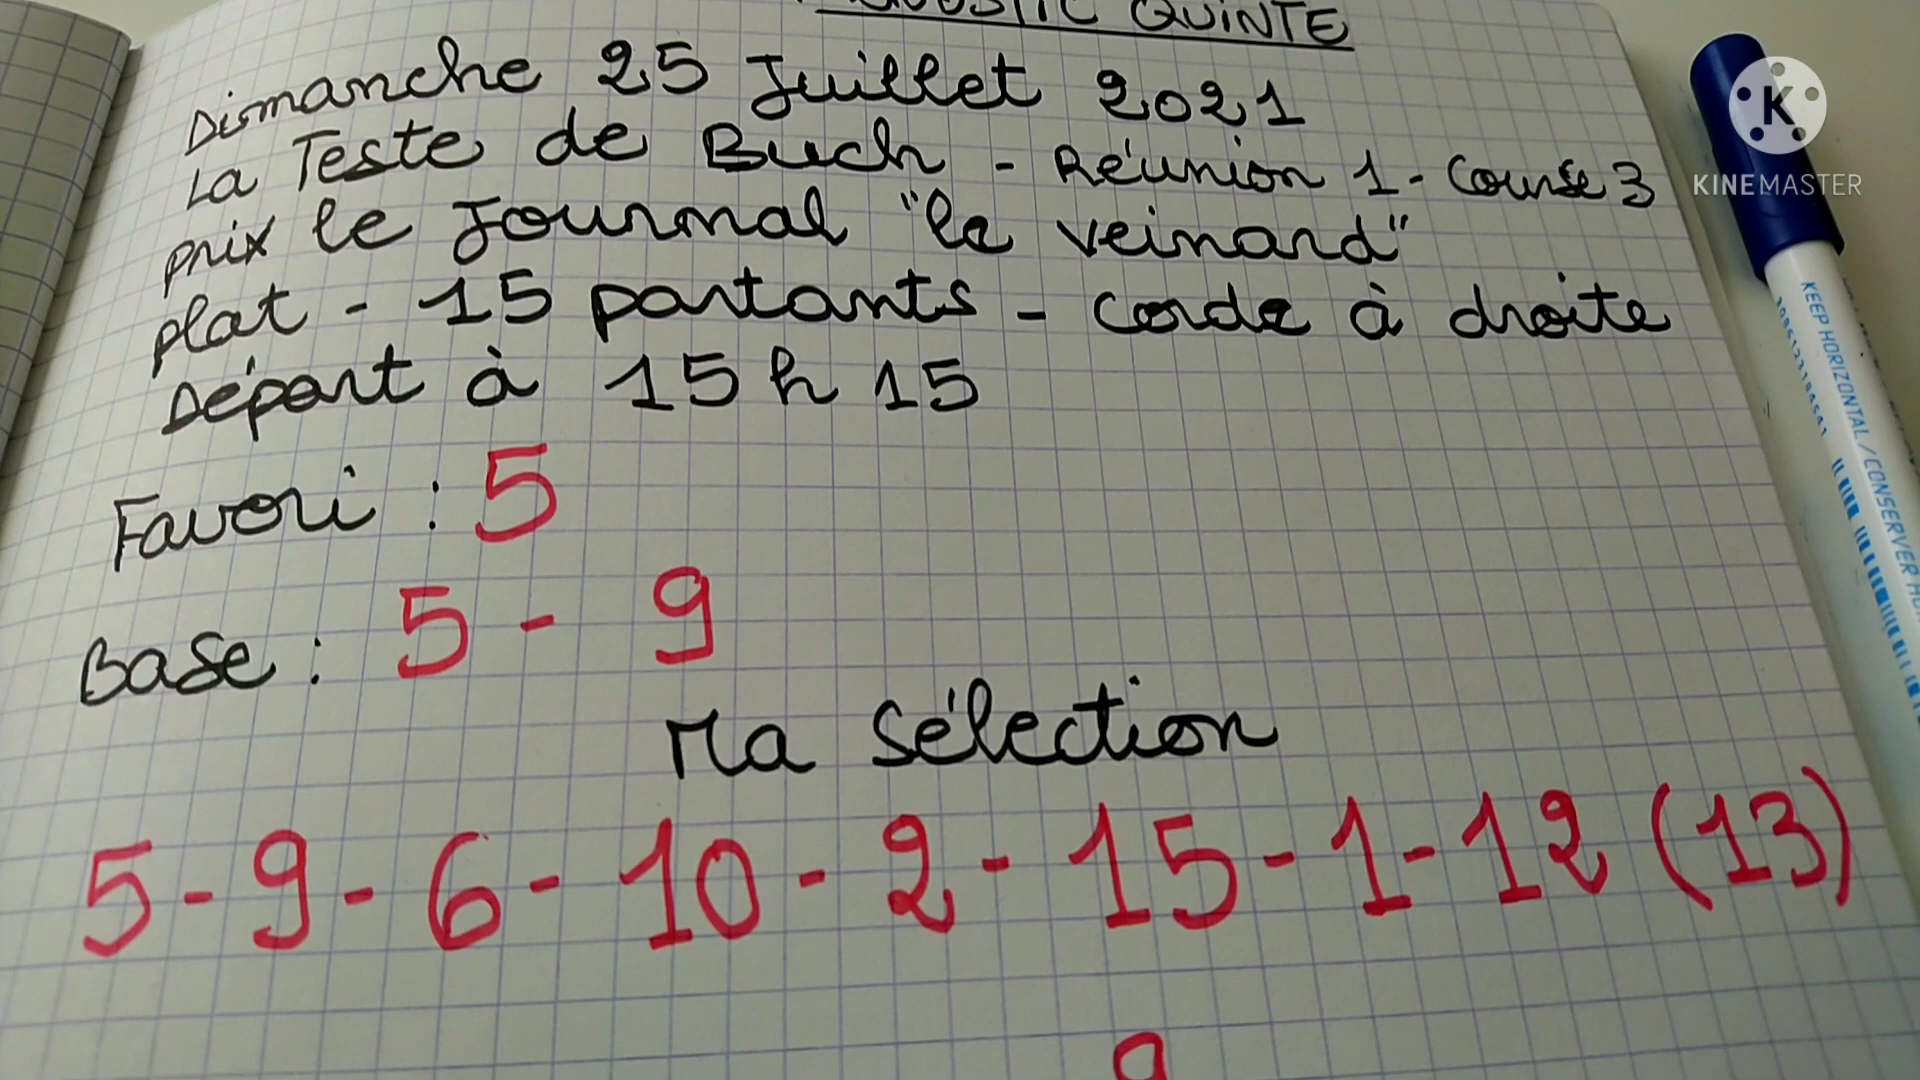 QUINTE
Dimanche 25 Juillet 2021
La Teste de Buch - Réunion 1 - Course 3
prix le Journal "le veinard"
plat - 15 partants - corde à droite
Départ à 15h15
Favori : 5
Base : 5 - 9
Ma sélection
5 - 9 - 6 - 10 - 2 - 15 - 1 - 12 (13)
K
KINEMASTER
KEEP HORIZONTAL / CONSERVER